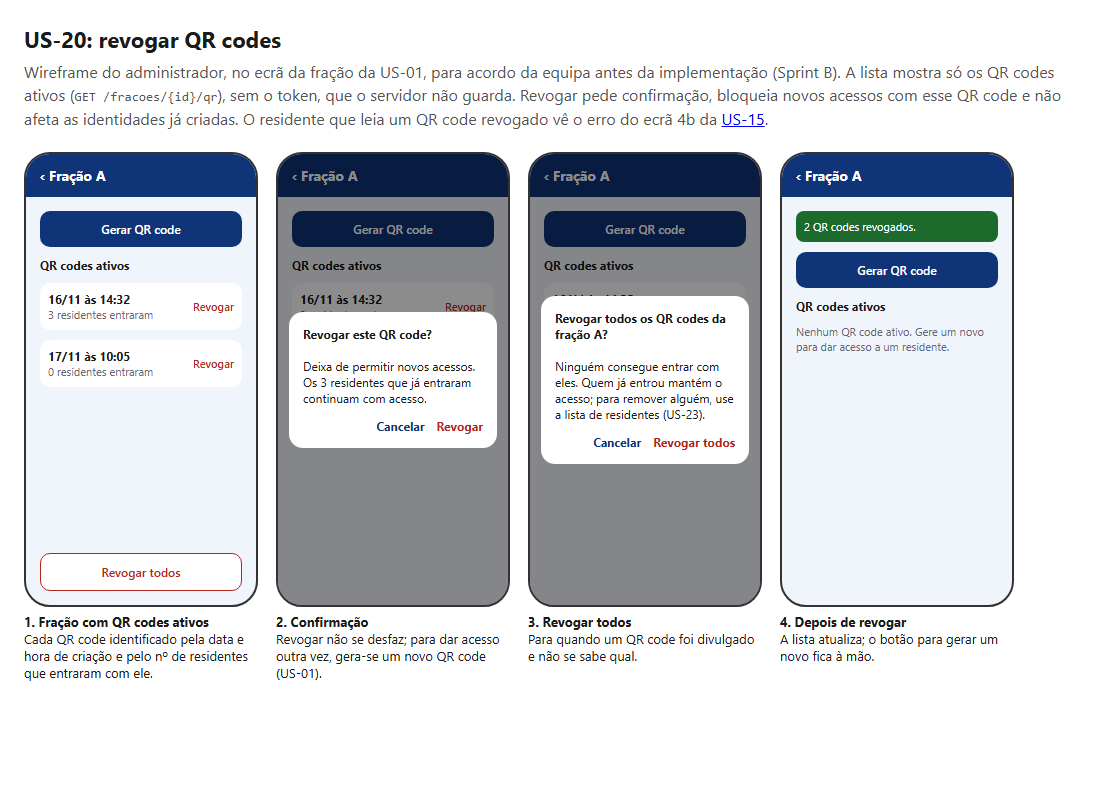 US-20: revogar QR codes
Wireframe do administrador, no ecrã da fração da US-01, para acordo da equipa antes da implementação (Sprint B). A lista mostra só os QR codes
ativos (GET /fracoes/{id}/qr), sem o token, que o servidor não guarda. Revogar pede confirmação, bloqueia novos acessos com esse QR code e não
afeta as identidades já criadas. O residente que leia um QR code revogado vê o erro do ecrã 4b da US-15.
‹ Fração A
Gerar QR code
QR codes ativos
16/11 às 14:32
3 residentes entraram
Revogar
17/11 às 10:05
0 residentes entraram
Revogar
Revogar todos
1. Fração com QR codes ativos
Cada QR code identificado pela data e
hora de criação e pelo nº de residentes
que entraram com ele.
‹ Fração A
Gerar QR code
QR codes ativos
16/11 às 14:32
Revogar
Revogar este QR code?
Deixa de permitir novos acessos.
Os 3 residentes que já entraram
continuam com acesso.
Cancelar Revogar
2. Confirmação
Revogar não se desfaz; para dar acesso
outra vez, gera-se um novo QR code
(US-01).
‹ Fração A
Gerar QR code
QR codes ativos
Revogar todos os QR codes da
fração A?
Ninguém consegue entrar com
eles. Quem já entrou mantém o
acesso; para remover alguém, use
a lista de residentes (US-23).
Cancelar Revogar todos
3. Revogar todos
Para quando um QR code foi divulgado
e não se sabe qual.
‹ Fração A
2 QR codes revogados.
Gerar QR code
QR codes ativos
Nenhum QR code ativo. Gere um novo
para dar acesso a um residente.
4. Depois de revogar
A lista atualiza; o botão para gerar um
novo fica à mão.